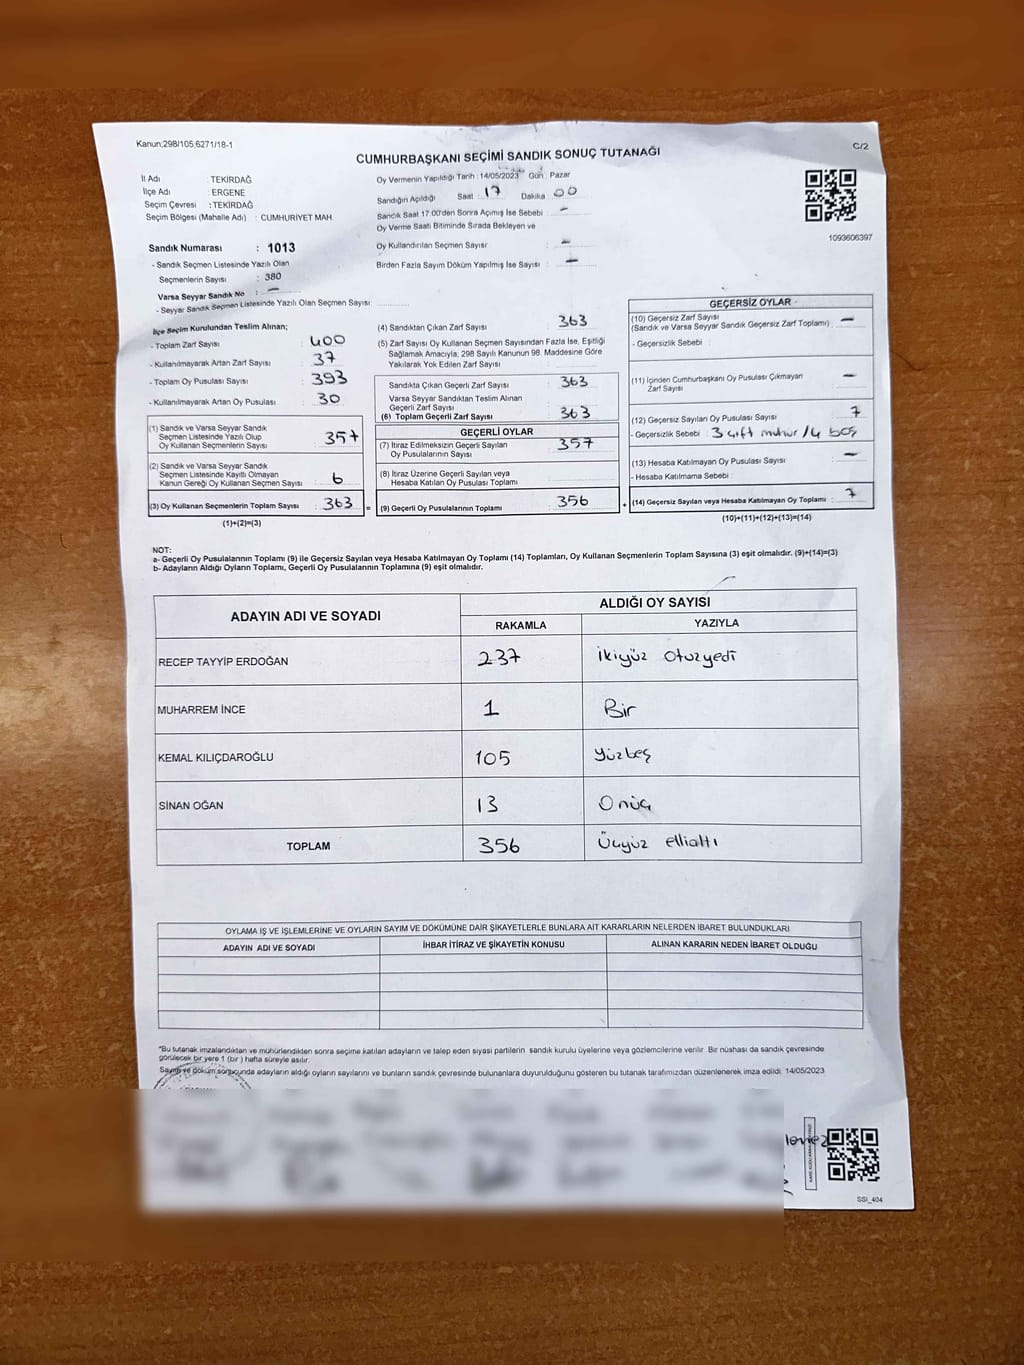 Kanun;298/105,6271/18-1
C/2
CUMHURBAŞKANI SEÇİMİ SANDIK SONUÇ TUTANAĞI
İl Adı : TEKİRDAĞ
İlçe Adı : ERGENE
Seçim Çevresi : TEKİRDAĞ
Seçim Bölgesi (Mahalle Adı) : CUMHURIYET MAH.
Sandık Numarası : 1013
- Sandık Seçmen Listesinde Yazılı Olan
Seçmenlerin Sayısı : 380
Varsa Seyyar Sandık No : –
- Seyyar Sandık Seçmen Listesinde Yazılı Olan Seçmen Sayısı:
Oy Vermenin Yapıldığı Tarih : 14/05/2023 Gün : Pazar
Sandığın Açıldığı Saat : 17 Dakika : 00
Sandık Saat 17:00'den Sonra Açımış İse Sebebi : –
Oy Verme Saati Bitiminde Sırada Bekleyen ve
Oy Kullandırılan Seçmen Sayısı : –
Birden Fazla Sayım Döküm Yapılmış İse Sayısı : –
1093606397
İlçe Seçim Kurulundan Teslim Alınan;
- Toplam Zarf Sayısı : 400
- Kullanılmayarak Artan Zarf Sayısı : 37
- Toplam Oy Pusulası Sayısı : 393
- Kullanılmayarak Artan Oy Pusulası : 30
(1) Sandık ve Varsa Seyyar Sandık
Seçmen Listesinde Yazılı Olup
Oy Kullanan Seçmenlerin Sayısı : 357
(2) Sandık ve Varsa Seyyar Sandık
Seçmen Listesinde Kayıtlı Olmayan
Kanun Gereği Oy Kullanan Seçmen Sayısı : 6
(3) Oy Kullanan Seçmenlerin Toplam Sayısı : 363
(1)+(2)=(3)
=
(4) Sandıktan Çıkan Zarf Sayısı : 363
(5) Zarf Sayısı Oy Kullanan Seçmen Sayısından Fazla İse, Eşitliği
Sağlamak Amacıyla; 298 Sayılı Kanunun 98. Maddesine Göre
Yakılarak Yok Edilen Zarf Sayısı :
Sandıkta Çıkan Geçerli Zarf Sayısı : 363
Varsa Seyyar Sandıktan Teslim Alınan
Geçerli Zarf Sayısı :
(6) Toplam Geçerli Zarf Sayısı : 363
GEÇERLİ OYLAR
(7) İtiraz Edilmeksizin Geçerli Sayılan
Oy Pusulalarının Sayısı : 357
(8) İtiraz Üzerine Geçerli Sayılan veya
Hesaba Katılan Oy Pusulası Toplamı :
(9) Geçerli Oy Pusulalarının Toplamı : 356
+
GEÇERSİZ OYLAR
(10) Geçersiz Zarf Sayısı
(Sandık ve Varsa Seyyar Sandık Geçersiz Zarf Toplamı) : –
- Geçersizlik Sebebi :
(11) İçinden Cumhurbaşkanı Oy Pusulası Çıkmayan
Zarf Sayısı : –
(12) Geçersiz Sayılan Oy Pusulası Sayısı : 7
- Geçersizlik Sebebi : 3 çift mühür /4 boş
(13) Hesaba Katılmayan Oy Pusulası Sayısı : –
- Hesaba Katılmama Sebebi :
(14) Geçersiz Sayılan veya Hesaba Katılmayan Oy Toplamı : 7
(10)+(11)+(12)+(13)=(14)
NOT:
a- Geçerli Oy Pusulalarının Toplamı (9) ile Geçersiz Sayılan veya Hesaba Katılmayan Oy Toplamı (14) Toplamları, Oy Kullanan Seçmenlerin Toplam Sayısına (3) eşit olmalıdır. (9)+(14)=(3)
b- Adayların Aldığı Oyların Toplamı, Geçerli Oy Pusulalarının Toplamına (9) eşit olmalıdır.
ADAYIN ADI VE SOYADI
ALDIĞI OY SAYISI
RAKAMLA YAZIYLA
RECEP TAYYİP ERDOĞAN 237 ikiyüz otuzyedi
MUHARREM İNCE 1 Bir
KEMAL KILIÇDAROĞLU 105 yüzbeş
SİNAN OĞAN 13 Onüç
TOPLAM 356 Üçyüz ellialtı
OYLAMA İŞ VE İŞLEMLERİNE VE OYLARIN SAYIM VE DÖKÜMÜNE DAİR ŞİKAYETLERLE BUNLARA AİT KARARLARIN NELERDEN İBARET BULUNDUKLARI
ADAYIN ADI VE SOYADI İHBAR İTİRAZ VE ŞİKAYETİN KONUSU ALINAN KARARIN NEDEN İBARET OLDUĞU
*Bu tutanak imzalandıktan ve mühürlendikten sonra seçime katılan adayların ve talep eden siyasi partilerin sandık kurulu üyelerine veya gözlemcilerine verilir. Bir nüshası da sandık çevresinde
görülecek bir yere 1 (bir) hafta süreyle asılır.
Sayım ve döküm sonucunda adayların aldığı oyların sayılarını ve bunların sandık çevresinde bulunanlara duyurulduğunu gösteren bu tutanak tarafımızdan düzenlenerek imza edildi. 14/05/2023
SSI_404